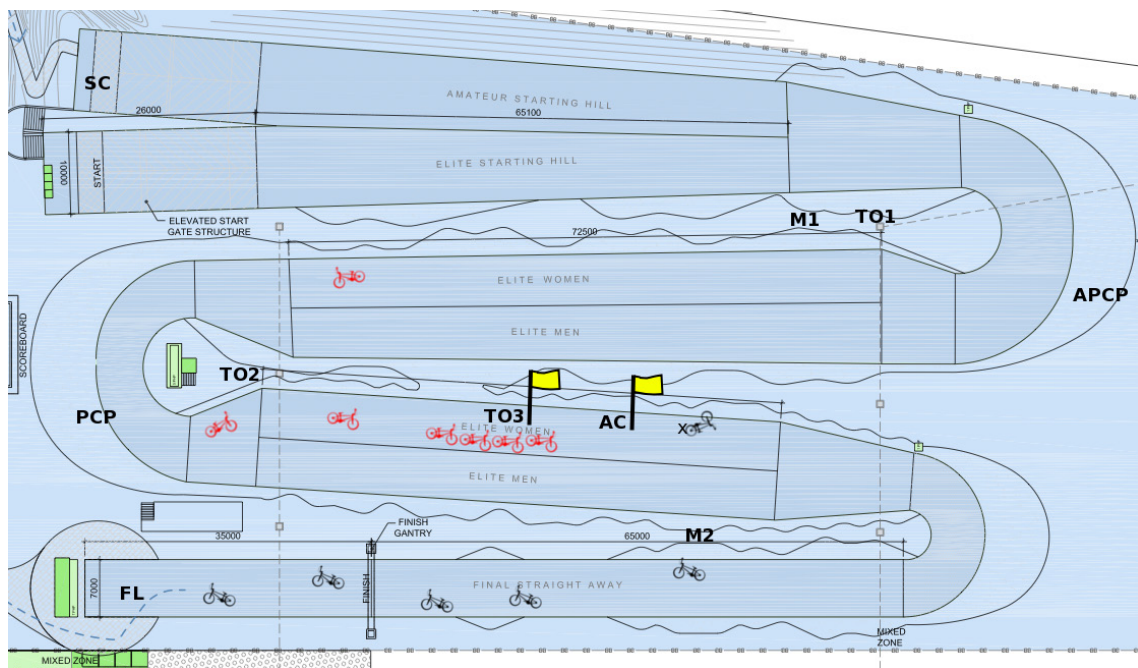 SC
AMATEUR STARTING HILL
26000
65100
10000
START
ELITE STARTING HILL
ELEVATED START
GATE STRUCTURE
M1
TO1
72500
ELITE WOMEN
APCP
SCOREBOARD
ELITE MEN
TO2
PCP
TO3
AC
X
ELITE WOMEN
ELITE MEN
FINISH
GANTRY
35000
65000
M2
7000
FL
FINISH
FINAL STRAIGHT AWAY
MIXED
ZONE
MIXED ZONE